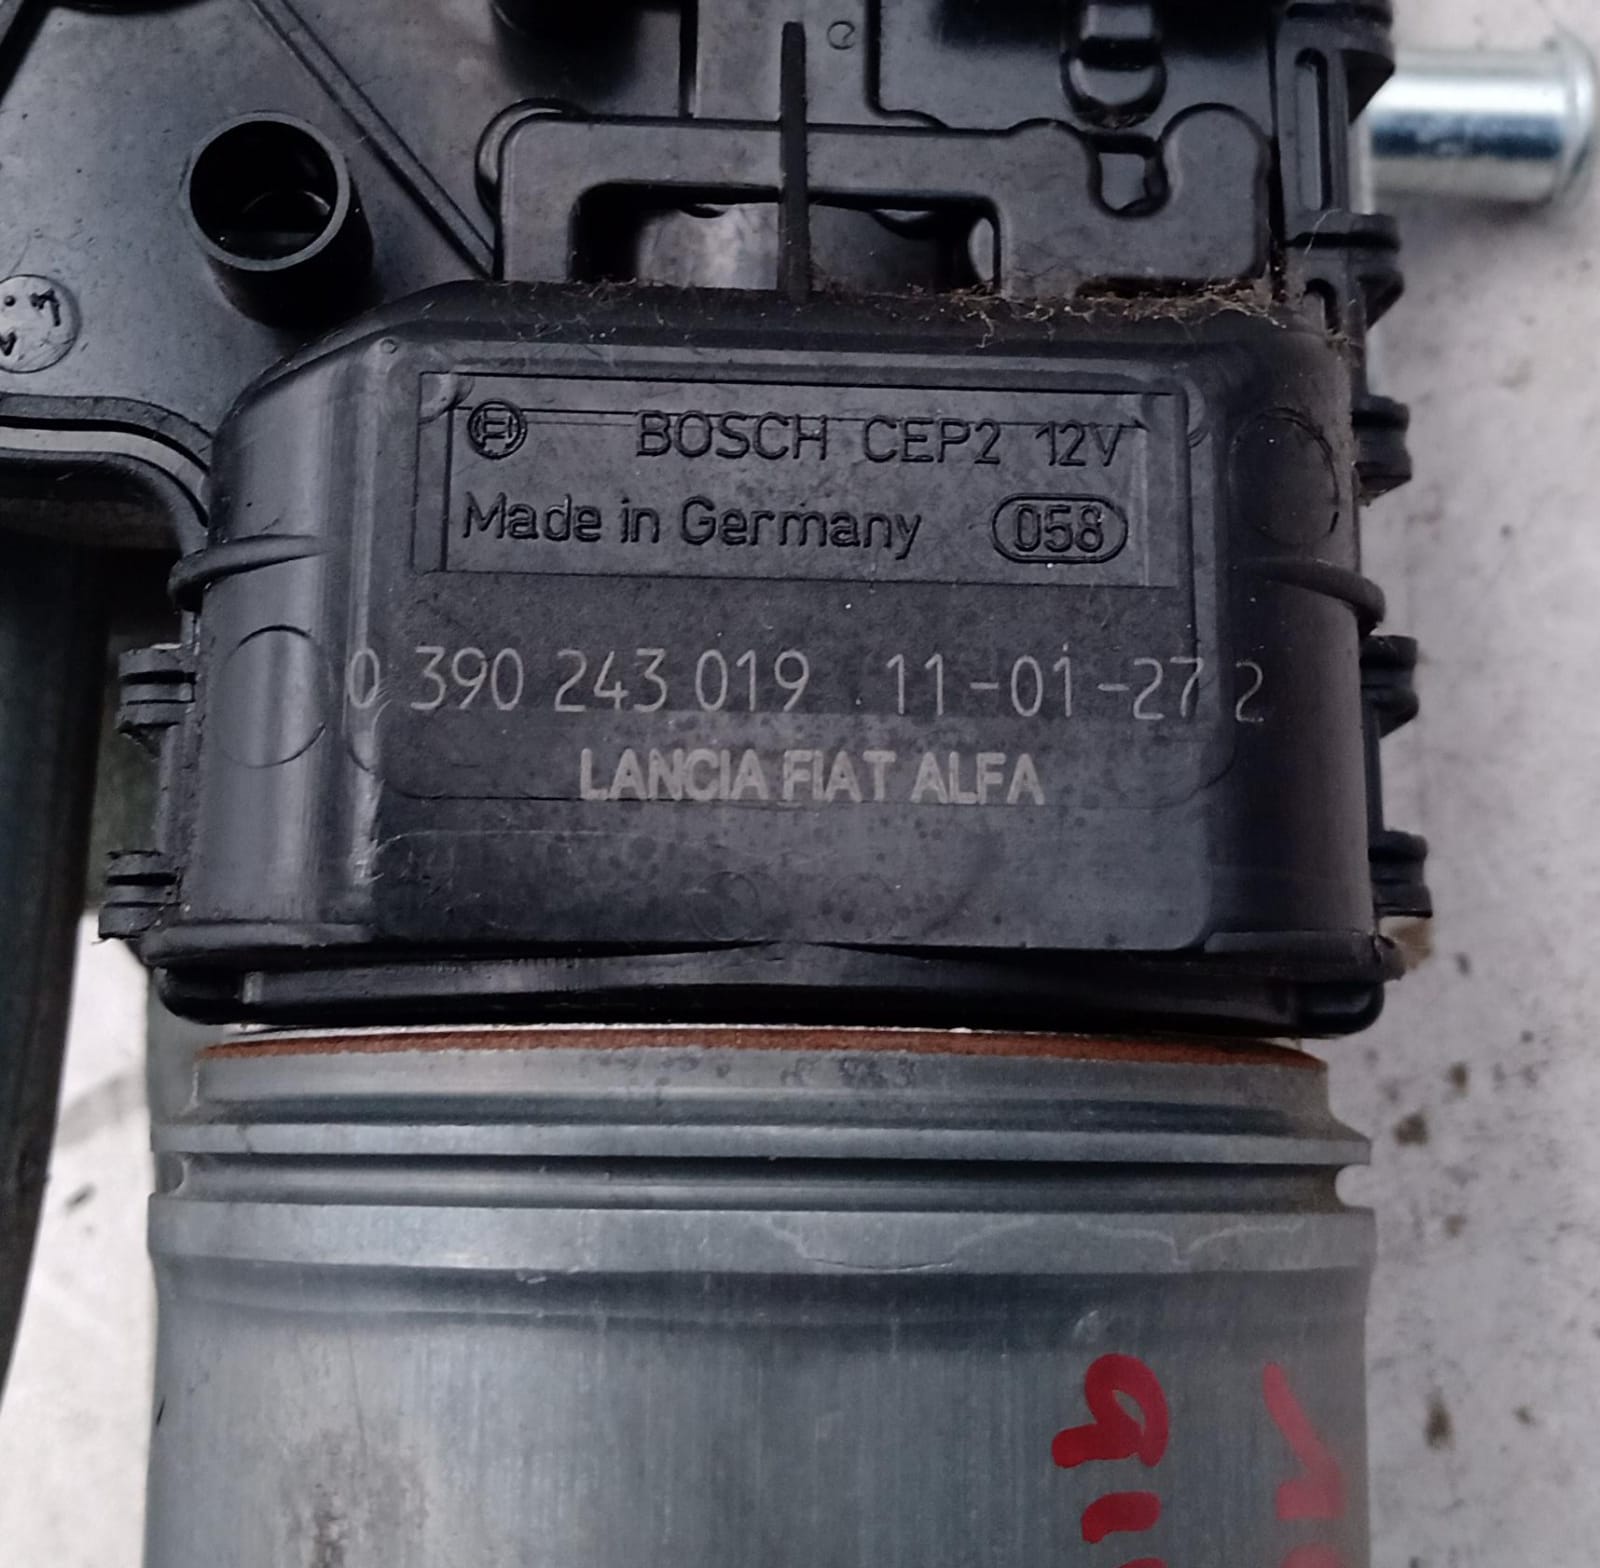 BOSCH CEP2 12V
Made in Germany 058
0 390 243 019 11-01-27 2
LANCIA FIAT ALFA